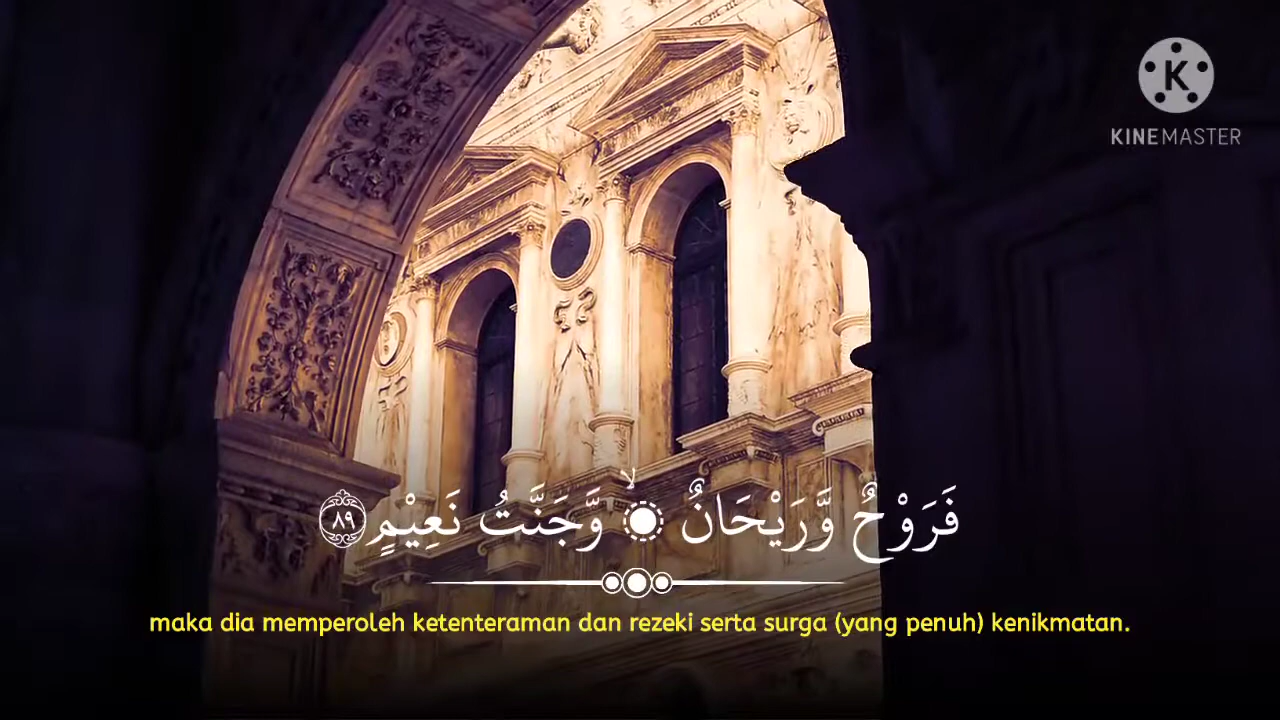 KINEMASTER
فَرَوْحٌ وَّرَيْحَانٌ ۙ وَّجَنَّتُ نَعِيْمٍ ٨٩
maka dia memperoleh ketenteraman dan rezeki serta surga (yang penuh) kenikmatan.